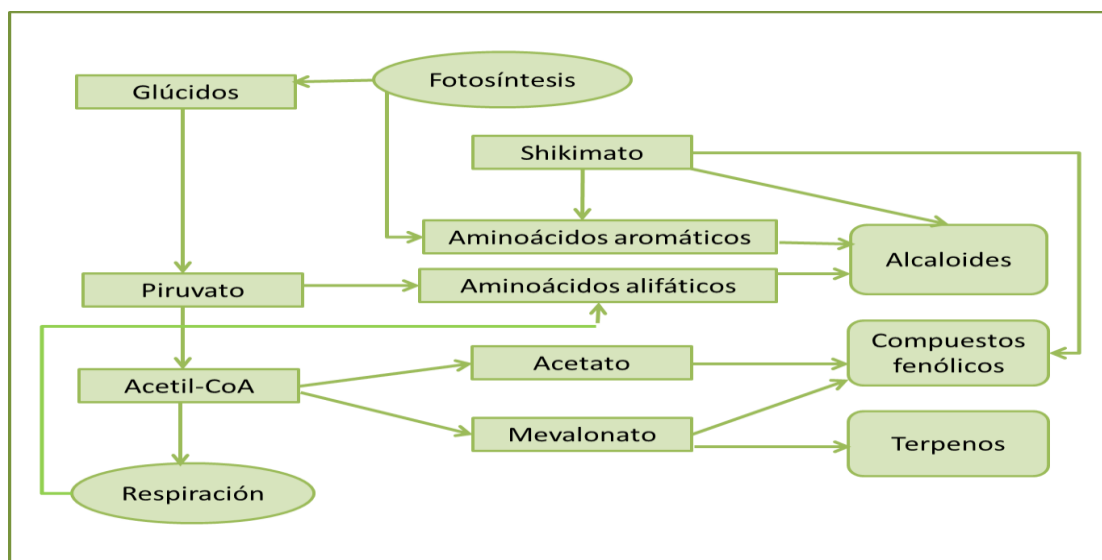 Fotosíntesis
Glúcidos
Shikimato
Aminoácidos aromáticos
Alcaloides
Piruvato
Aminoácidos alifáticos
Acetil-CoA
Acetato
Compuestos
fenólicos
Mevalonato
Terpenos
Respiración